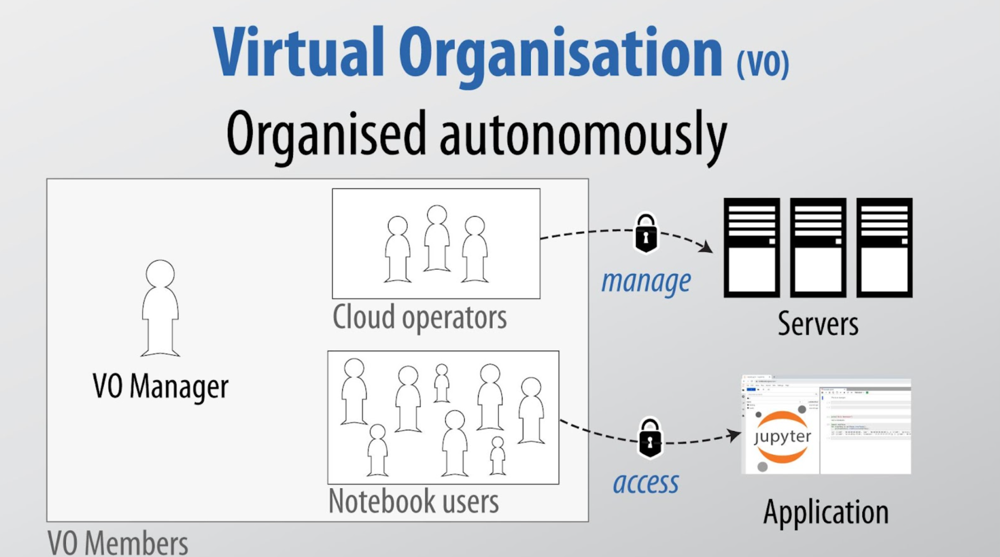 Virtual Organisation (VO)
Organised autonomously
VO Manager
Cloud operators
Notebook users
VO Members
manage
Servers
access
jupyter
Application